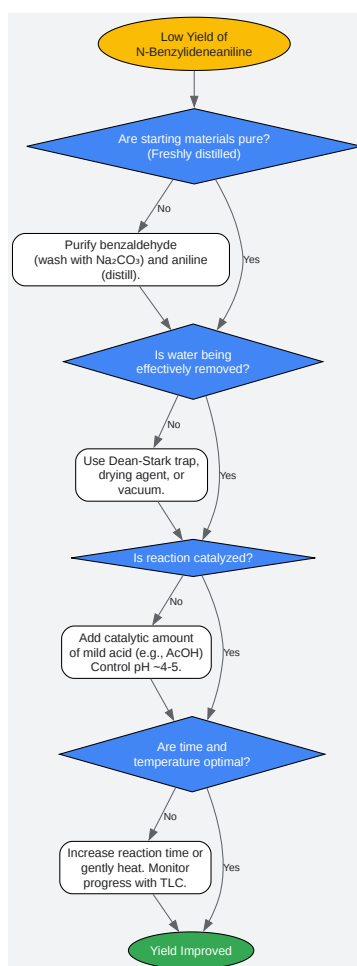 Low Yield of
N-Benzylideneaniline
Are starting materials pure?
(Freshly distilled)
No
Purify benzaldehyde
(wash with Na₂CO₃) and aniline
(distill).
Yes
Is water being
effectively removed?
No
Use Dean-Stark trap,
drying agent, or
vacuum.
Yes
Is reaction catalyzed?
No
Add catalytic amount
of mild acid (e.g., AcOH)
Control pH ~4-5.
Yes
Are time and
temperature optimal?
No
Increase reaction time or
gently heat. Monitor
progress with TLC.
Yes
Yield Improved